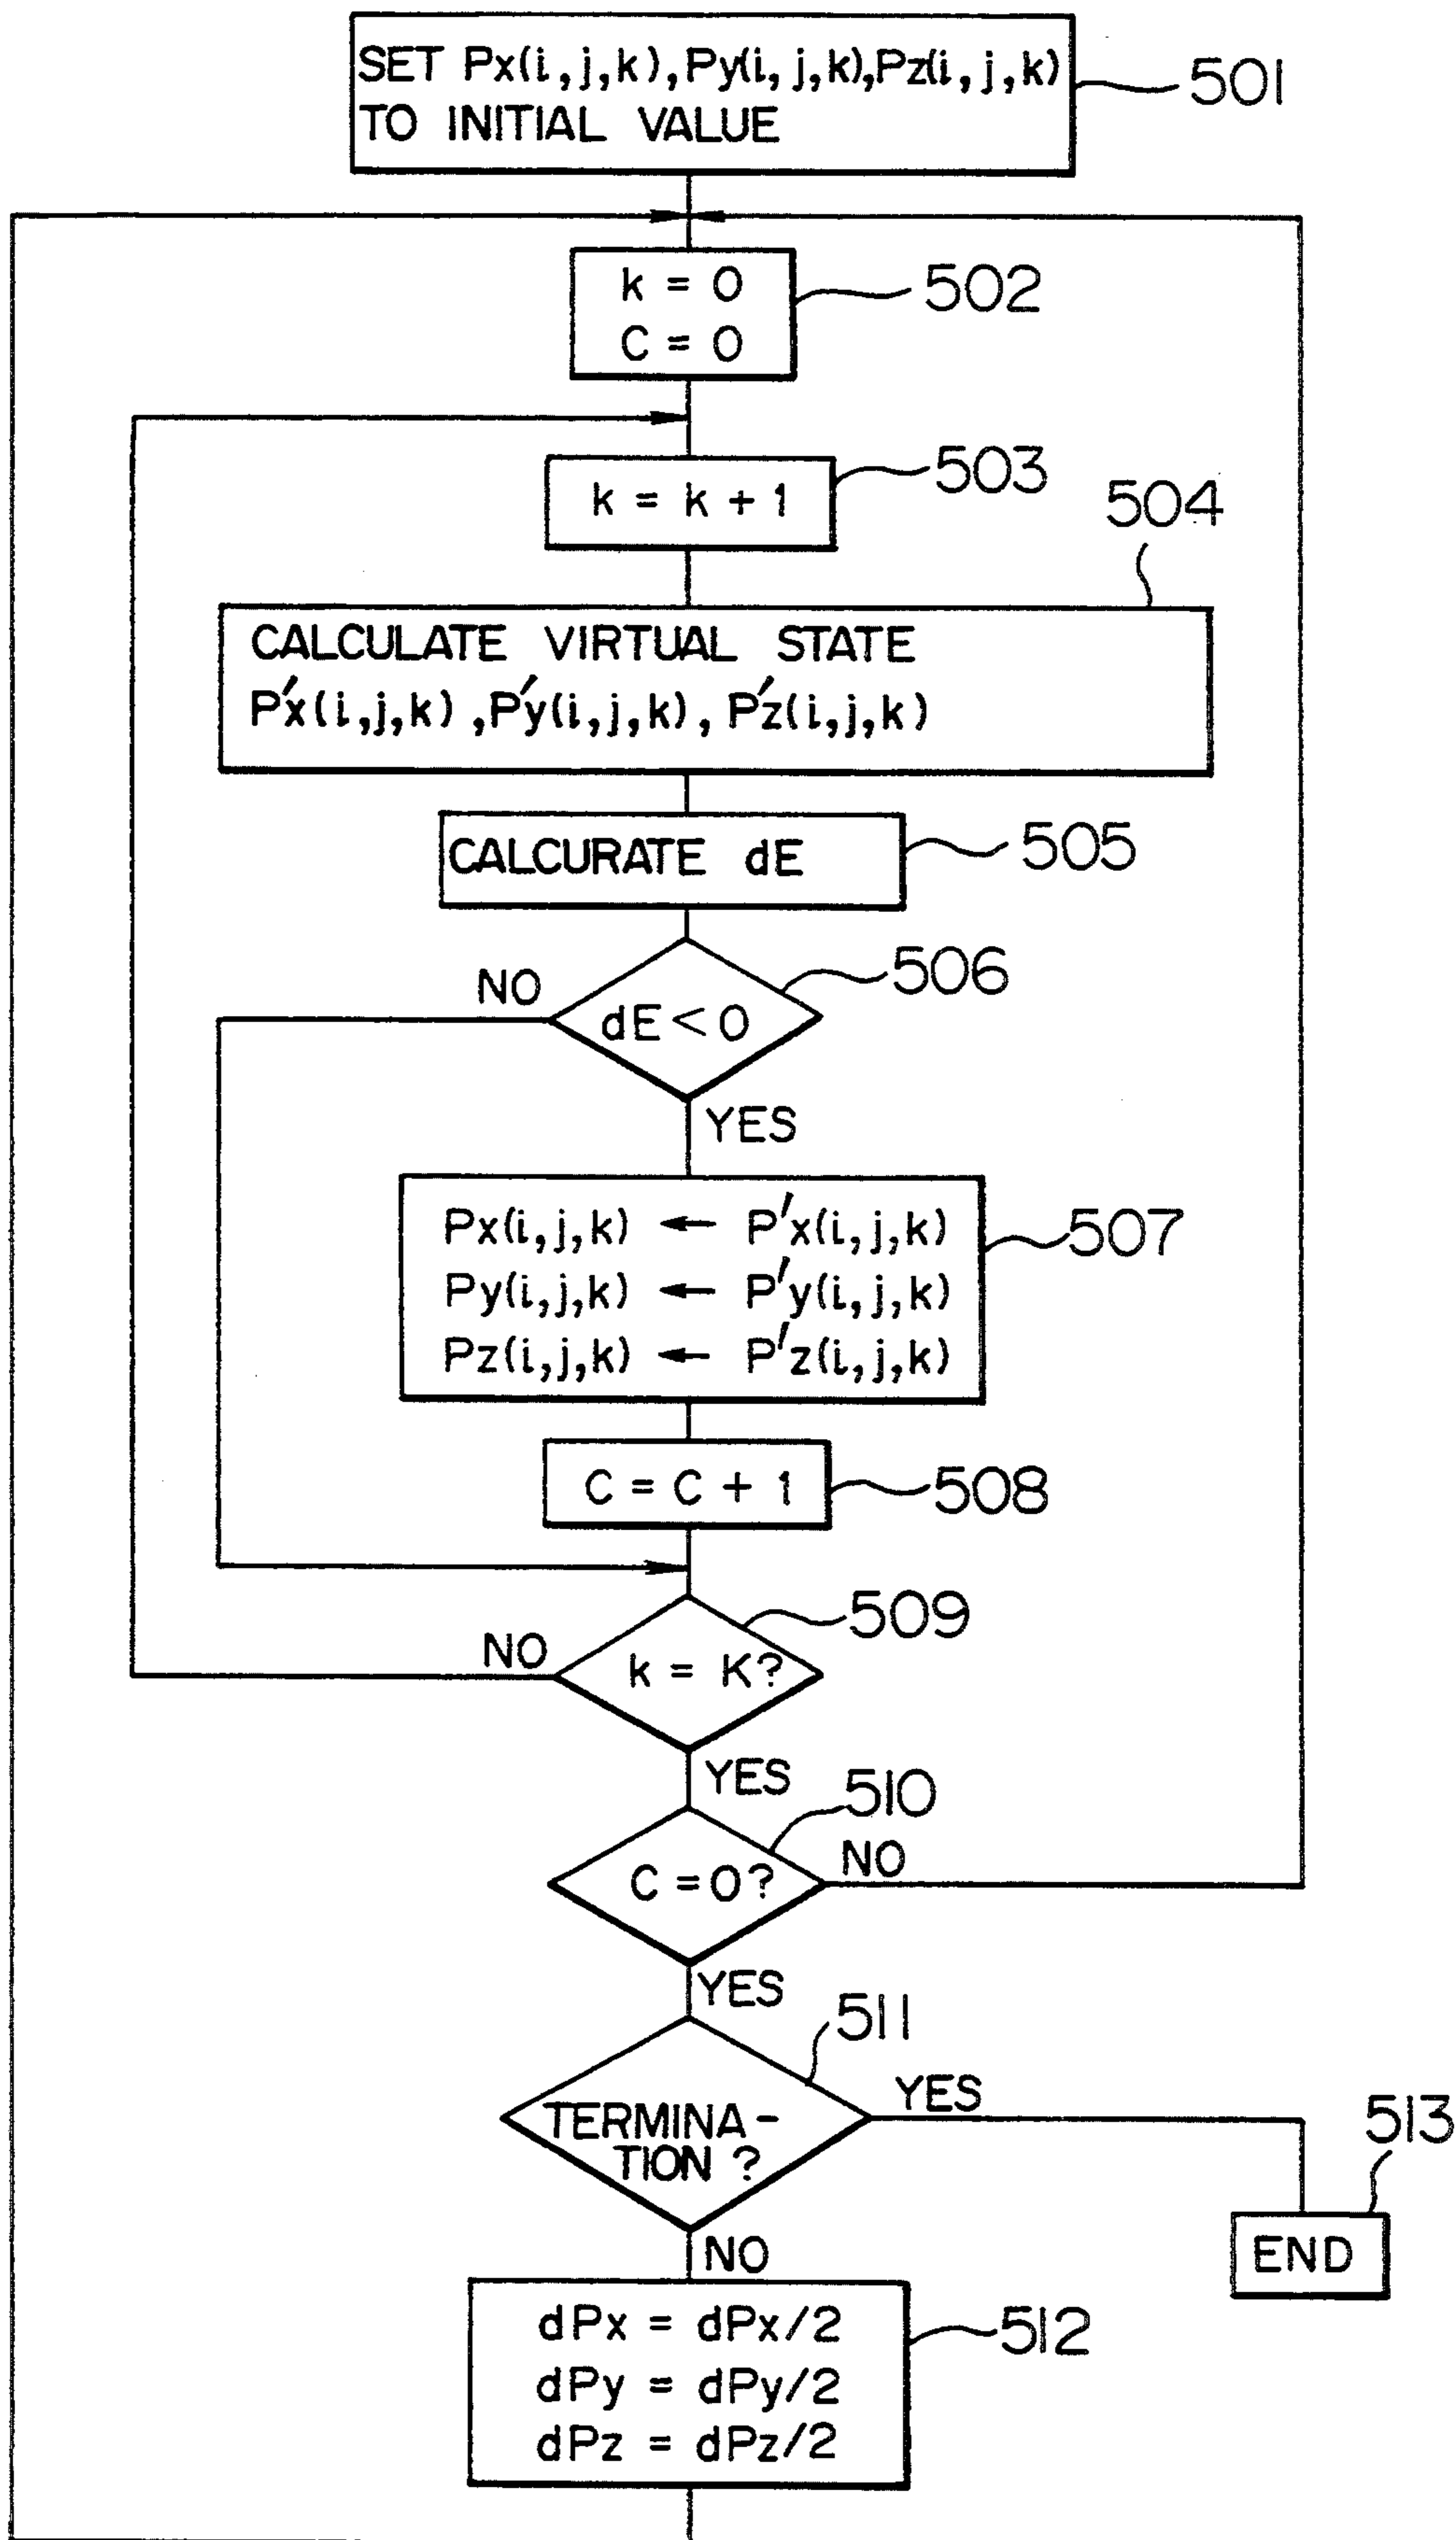 SET Px(i,j,k),Py(i,j,k),Pz(i,j,k)
TO INITIAL VALUE
501
k = 0
C = 0
502
k = k + 1
503
504
CALCULATE VIRTUAL STATE
P'x(i,j,k) ,P'y(i,j,k), P'z(i,j,k)
CALCURATE dE
505
506
NO
dE < 0
YES
Px(i,j,k) ← P'x(i,j,k)
Py(i,j,k) ← P'y(i,j,k)
Pz(i,j,k) ← P'z(i,j,k)
507
C = C + 1
508
509
NO
k = K?
YES
510
C = 0?
NO
YES
511
TERMINA-
TION ?
YES
513
END
NO
dPx = dPx/2
dPy = dPy/2
dPz = dPz/2
512